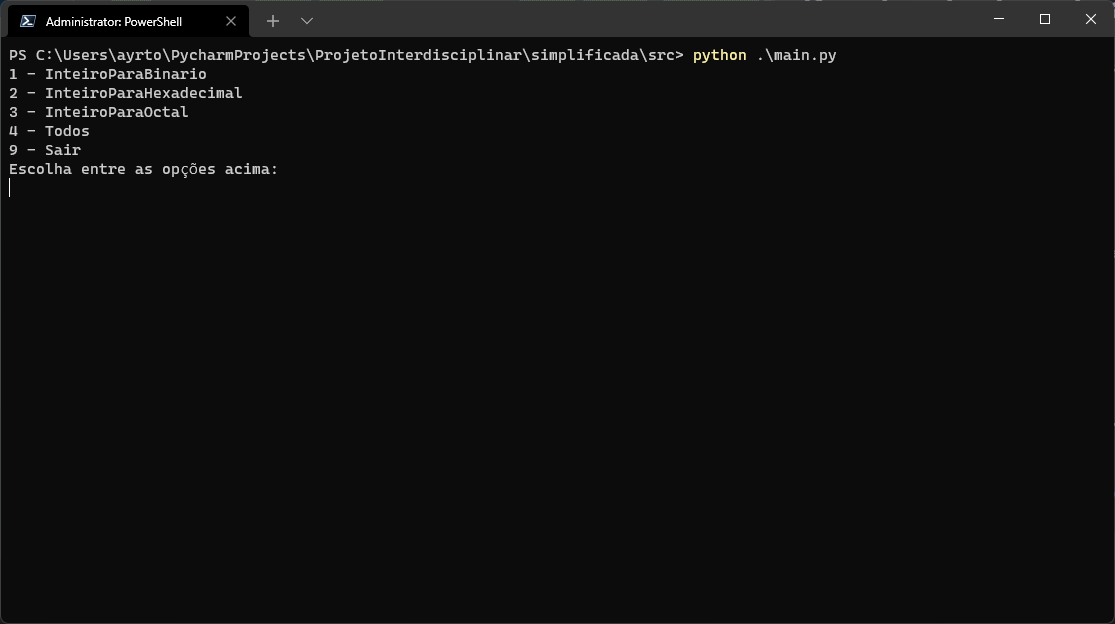 Administrator: PowerShell
PS C:\Users\ayrto\PycharmProjects\ProjetoInterdisciplinar\simplificada\src> python .\main.py
1 - InteiroParaBinario
2 - InteiroParaHexadecimal
3 - InteiroParaOctal
4 - Todos
9 - Sair
Escolha entre as opções acima: